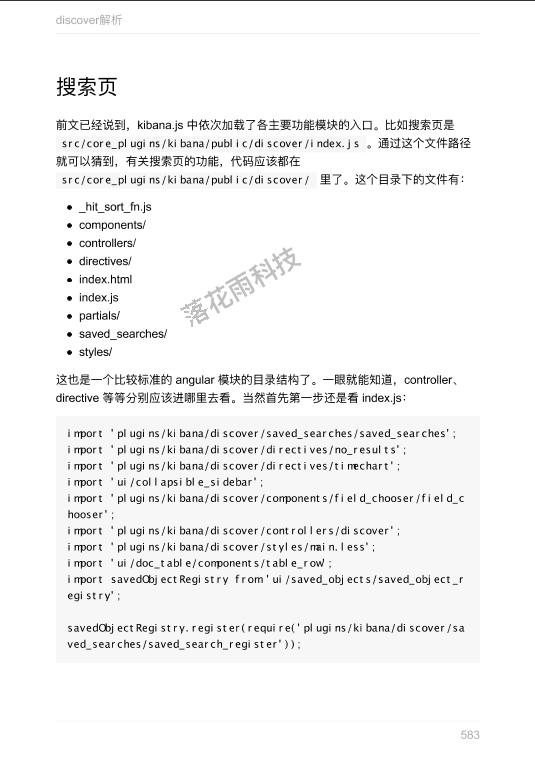 discover解析
搜索页
前文已经说到，kibana.js 中依次加载了各主要功能模块的入口。比如搜索页是
src/core_plugins/kibana/public/discover/index.js 。通过这个文件路径
就可以猜到，有关搜索页的功能，代码应该都在
src/core_plugins/kibana/public/discover/ 里了。这个目录下的文件有：
● _hit_sort_fn.js
● components/
● controllers/
● directives/
● index.html
● index.js
● partials/
● saved_searches/
● styles/
落花雨科技
这也是一个比较标准的 angular 模块的目录结构了。一眼就能知道，controller、
directive 等等分别应该进哪里去看。当然首先第一步还是看 index.js：
import 'plugins/kibana/discover/saved_searches/saved_searches';
import 'plugins/kibana/discover/directives/no_results';
import 'plugins/kibana/discover/directives/timechart';
import 'ui/collapsible_sidebar';
import 'plugins/kibana/discover/components/field_chooser/field_c
hooser';
import 'plugins/kibana/discover/controllers/discover';
import 'plugins/kibana/discover/styles/main.less';
import 'ui/doc_table/components/table_row';
import savedObjectRegistry from 'ui/saved_objects/saved_object_r
egistry';
savedObjectRegistry.register(require('plugins/kibana/discover/sa
ved_searches/saved_search_register'));
583